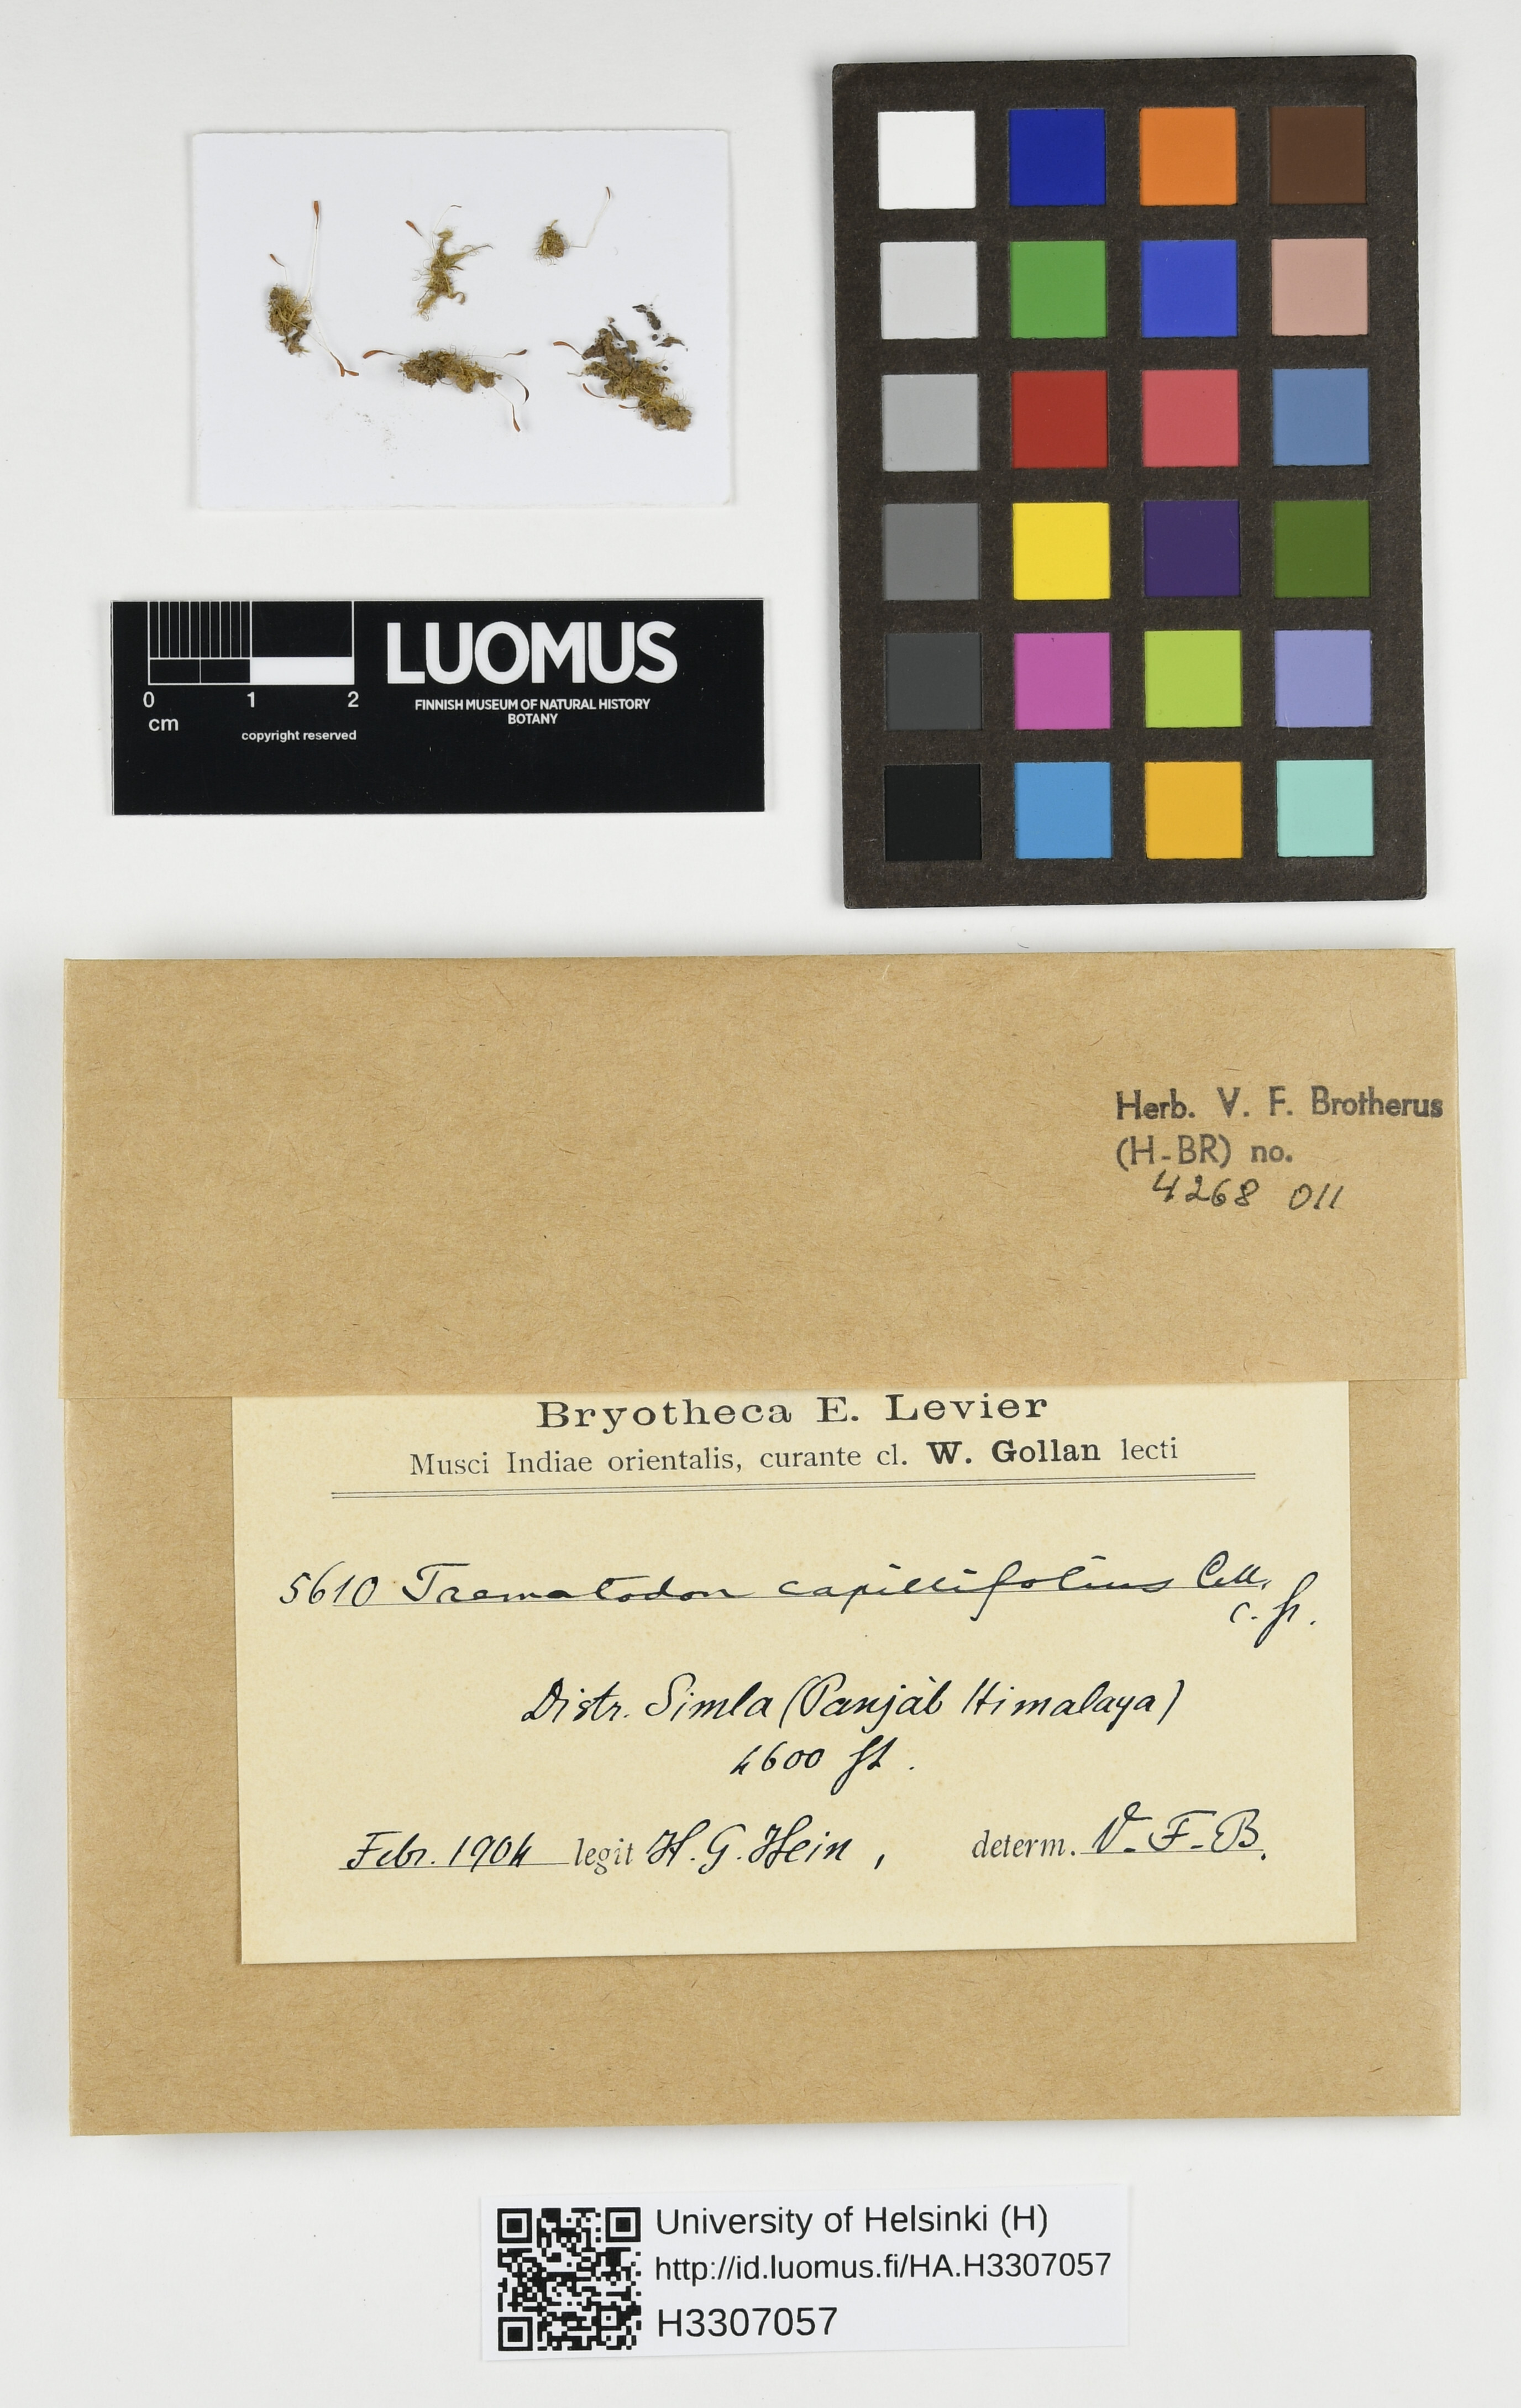 0 1 2
cm
copyright reserved
LUOMUS
FINNISH MUSEUM OF NATURAL HISTORY
BOTANY
Herb. V. F. Brotherus
(H-BR) no.
4268 011
Bryotheca E. Levier
Musci Indiae orientalis, curante cl. W. Gollan lecti
5610 Trematodon capillifolius
c. fr.
Distr. Simla (Panjàb Himalaya)
4600 ft.
Febr. 1904 legit H. G. Hein, determ. V. F. B.
University of Helsinki (H)
http://id.luomus.fi/HA.H3307057
H3307057